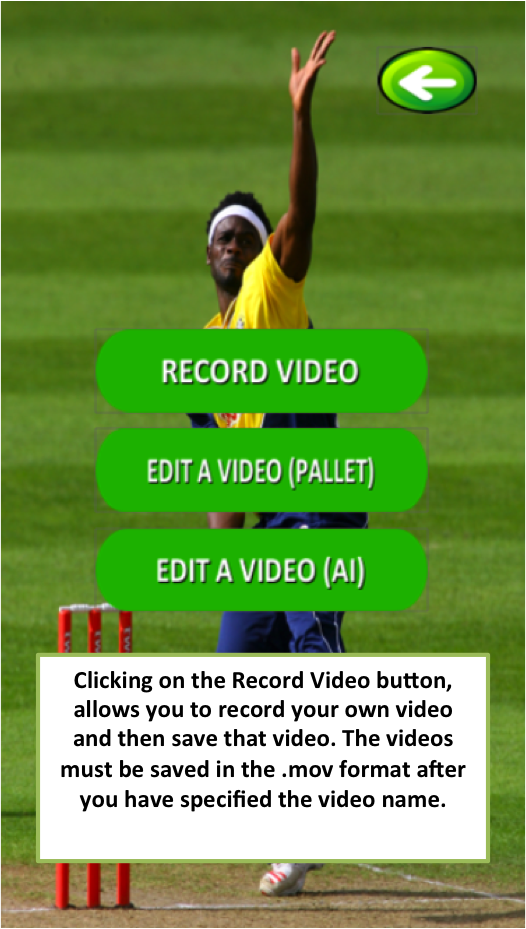 RECORD VIDEO
EDIT A VIDEO (PALLET)
EDIT A VIDEO (AI)
Clicking on the Record Video button,
allows you to record your own video
and then save that video. The videos
must be saved in the .mov format after
you have specified the video name.